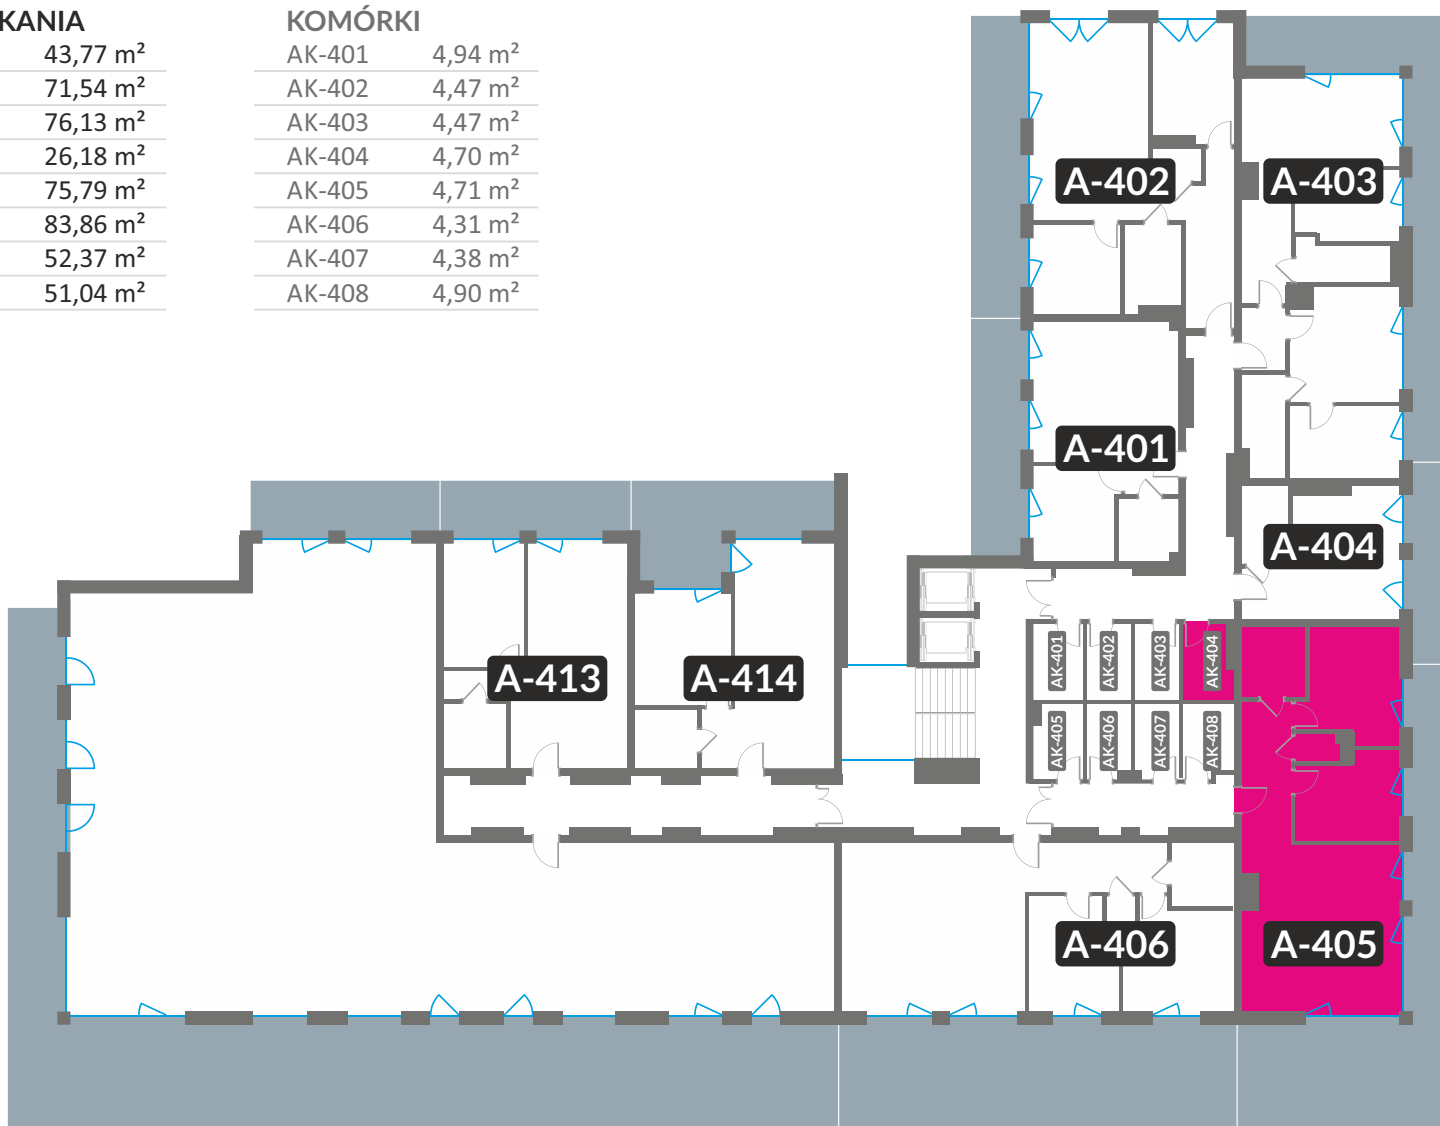 KANIA
43,77 m²
71,54 m²
76,13 m²
26,18 m²
75,79 m²
83,86 m²
52,37 m²
51,04 m²
KOMÓRKI
AK-401 4,94 m²
AK-402 4,47 m²
AK-403 4,47 m²
AK-404 4,70 m²
AK-405 4,71 m²
AK-406 4,31 m²
AK-407 4,38 m²
AK-408 4,90 m²
A-402
A-403
A-401
A-404
AK-401
AK-402
AK-403
AK-404
A-413
A-414
AK-405
AK-406
AK-407
AK-408
A-406
A-405